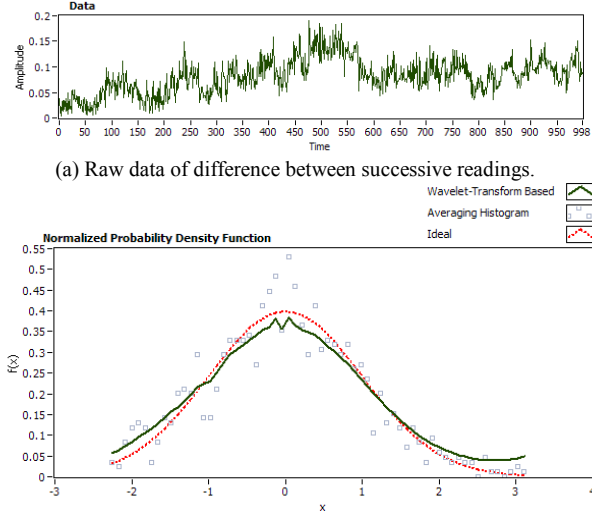 Data
0.2
0.15
0.1
0.05
0
Amplitude
0 50 100 150 200 250 300 350 400 450 500 550 600 650 700 750 800 850 900 998
Time
(a) Raw data of difference between successive readings.
Wavelet-Transform Based
Averaging Histogram
Ideal
Normalized Probability Density Function
0.55
0.5
0.45
0.4
0.35
0.3
0.25
0.2
0.15
0.1
0.05
0
f(x)
-3 -2 -1 0 1 2 3 4
x